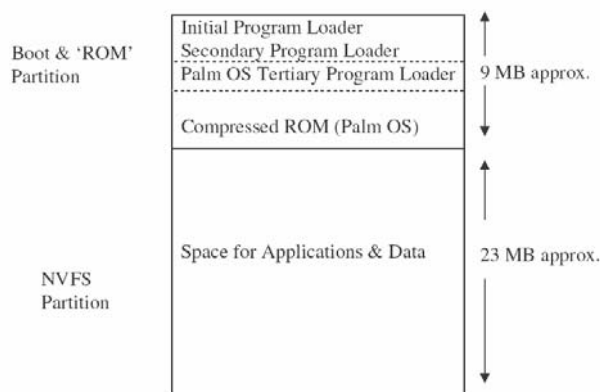 Boot & ‘ROM’
Partition
Initial Program Loader
Secondary Program Loader
Palm OS Tertiary Program Loader
Compressed ROM (Palm OS)
9 MB approx.
NVFS
Partition
Space for Applications & Data
23 MB approx.